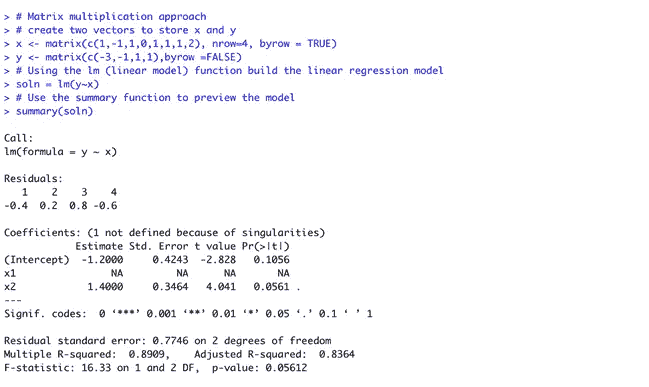 > # Matrix multiplication approach
> # create two vectors to store x and y
> x <- matrix(c(1,-1,1,0,1,1,1,2), nrow=4, byrow = TRUE)
> y <- matrix(c(-3,-1,1,1),byrow =FALSE)
> # Using the lm (linear model) function build the linear regression model
> soln = lm(y~x)
> # Use the summary function to preview the model
> summary(soln)
Call:
lm(formula = y ~ x)
Residuals:
1 2 3 4
-0.4 0.2 0.8 -0.6
Coefficients: (1 not defined because of singularities)
Estimate Std. Error t value Pr(>|t|)
(Intercept) -1.2000 0.4243 -2.828 0.1056
x1 NA NA NA NA
x2 1.4000 0.3464 4.041 0.0561 .
---
Signif. codes: 0 ‘***’ 0.001 ‘**’ 0.01 ‘*’ 0.05 ‘.’ 0.1 ‘ ’ 1
Residual standard error: 0.7746 on 2 degrees of freedom
Multiple R-squared: 0.8909, Adjusted R-squared: 0.8364
F-statistic: 16.33 on 1 and 2 DF, p-value: 0.05612